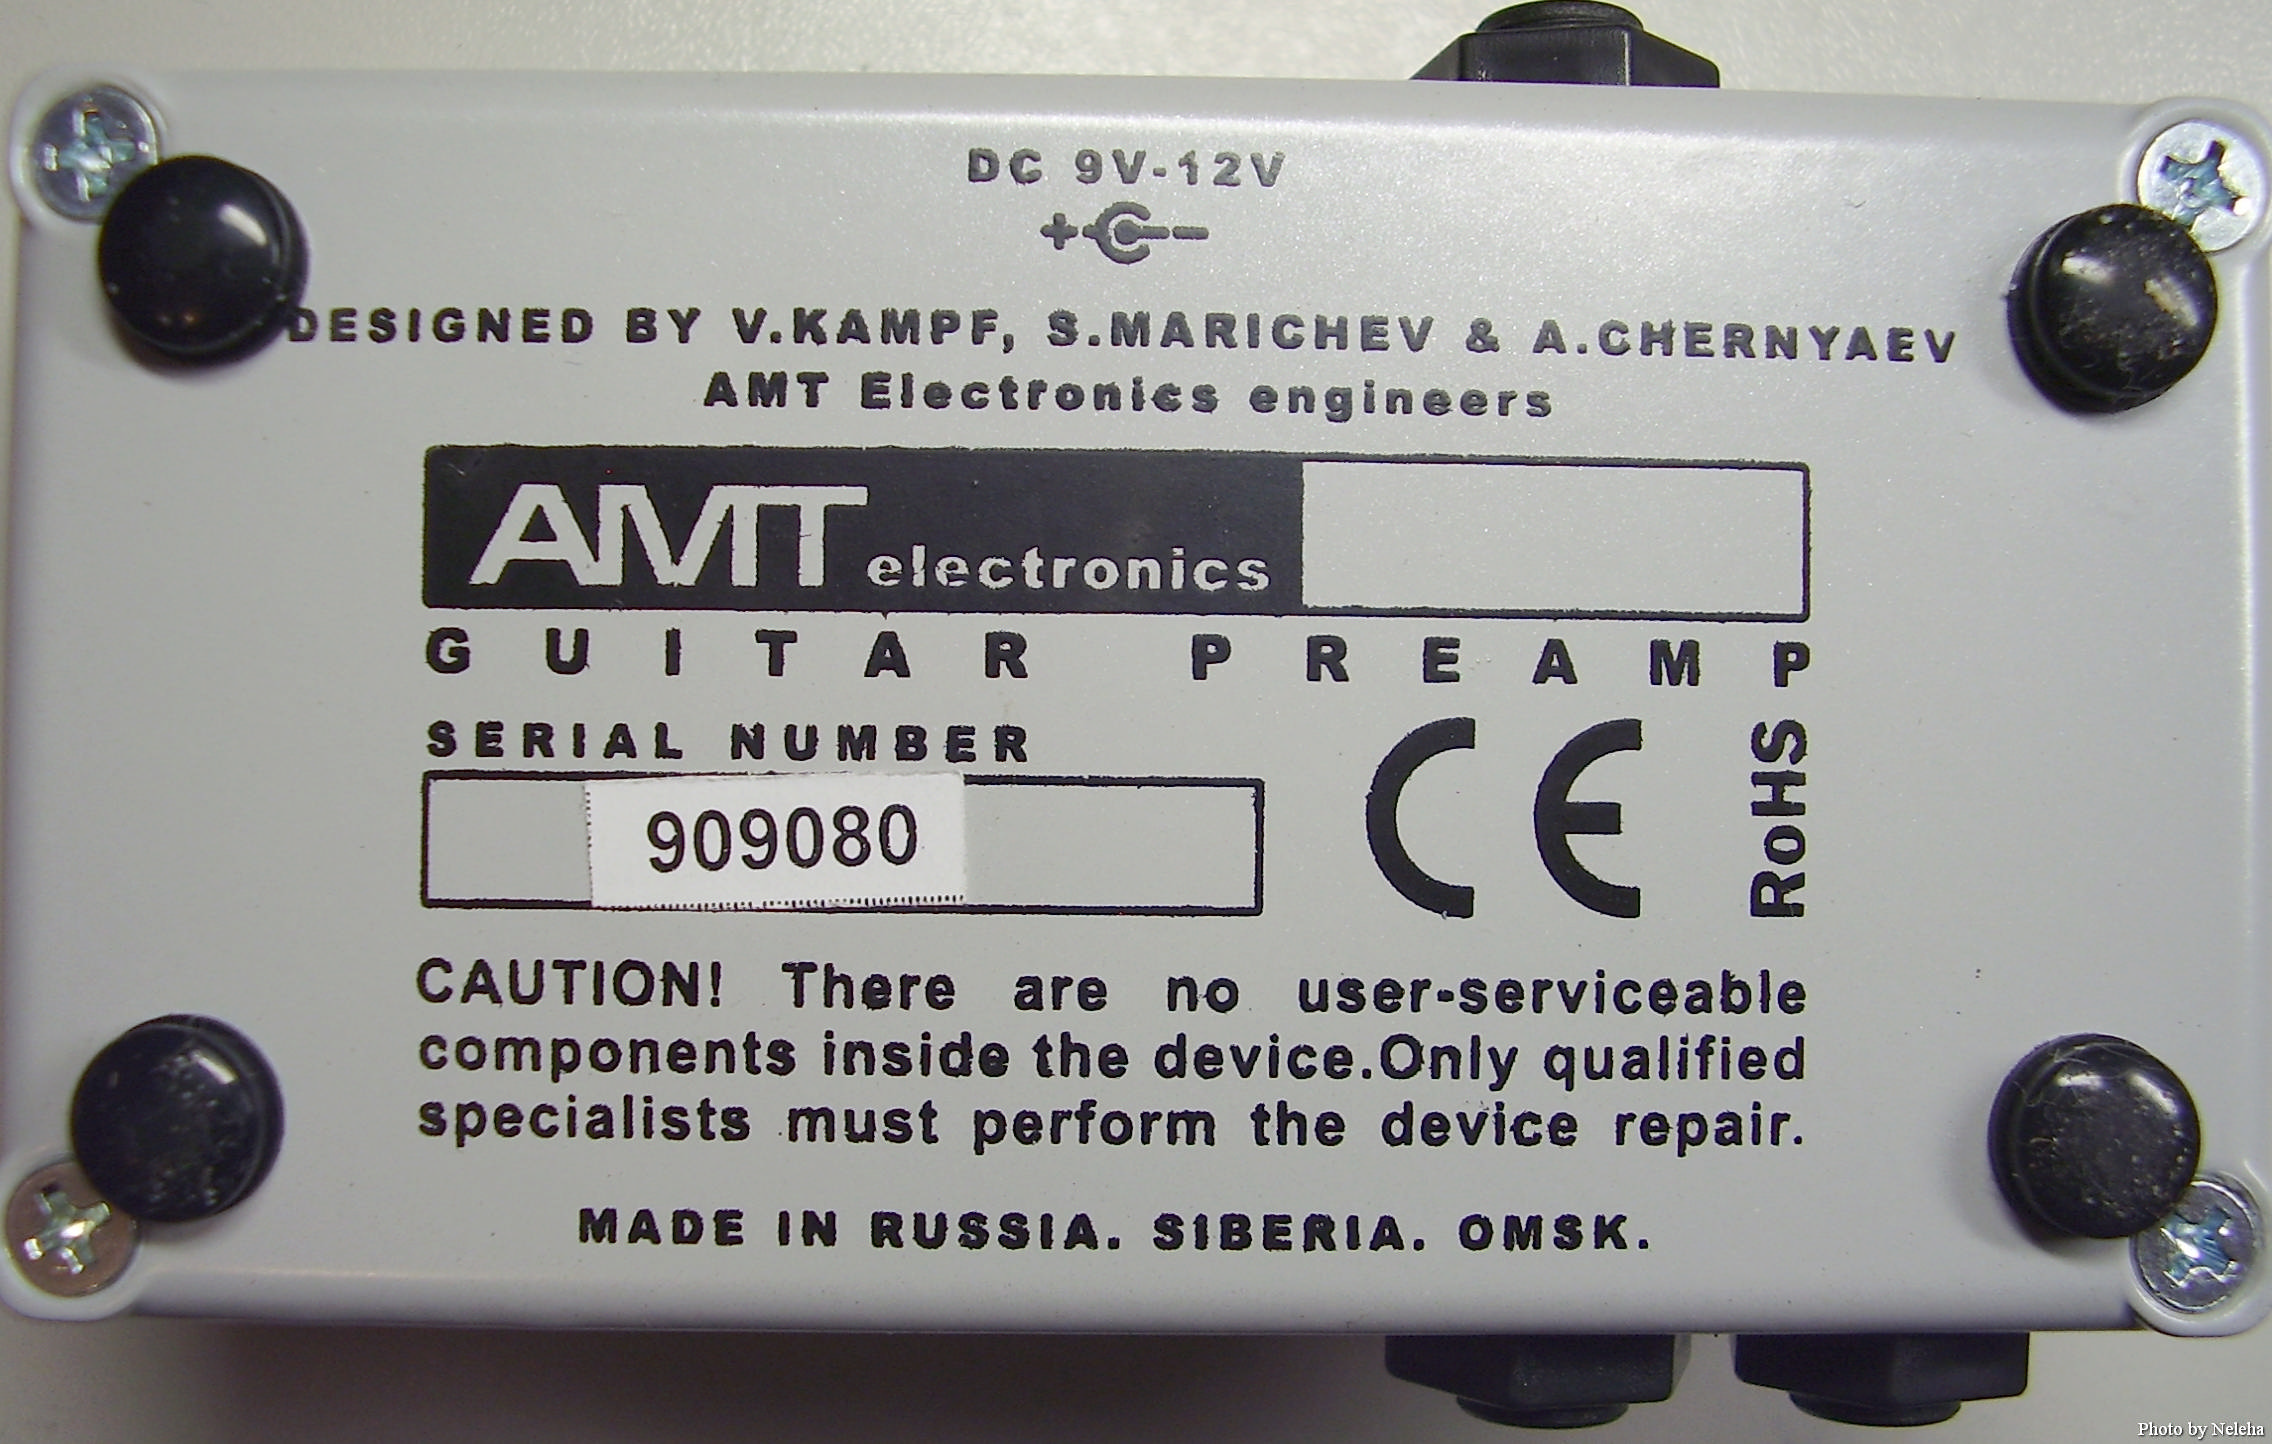 DC 9V-12V
+ -
DESIGNED BY V.KAMPF, S.MARICHEV & A.CHERNYAEV
AMT Electronics engineers
AMT electronics
GUITAR PREAMP
SERIAL NUMBER
909080
CE
RoHS
CAUTION! There are no user-serviceable
components inside the device.Only qualified
specialists must perform the device repair.
MADE IN RUSSIA. SIBERIA. OMSK.
Photo by Neleha